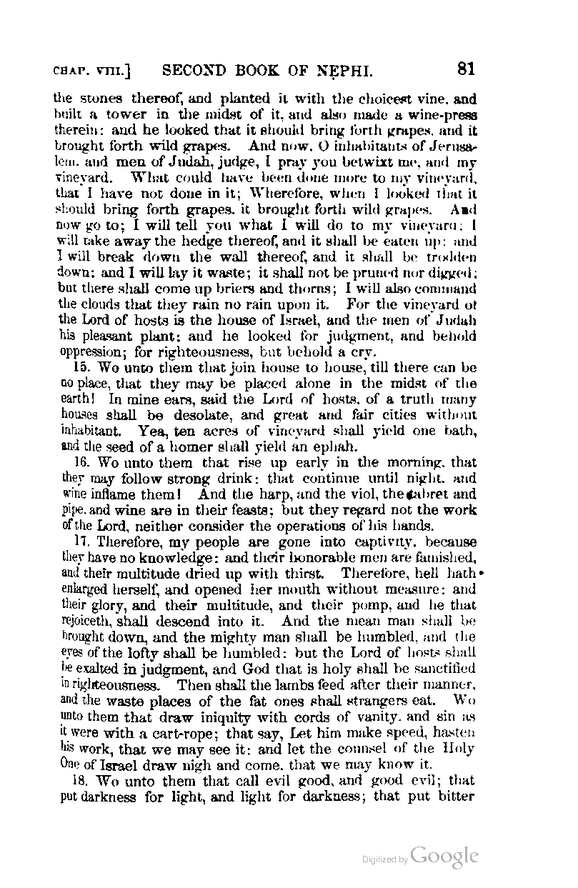 CHAP. VIII.] SECOND BOOK OF NEPHI. 81
the stones thereof, and planted it with the choicest vine, and
built a tower in the midst of it, and also made a wine-press
therein: and he looked that it should bring forth grapes, and it
brought forth wild grapes. And now, O inhabitants of Jerusa-
lem, and men of Judah, judge, I pray you betwixt me, and my
vineyard. What could have been done more to my vineyard,
that I have not done in it; Wherefore, when I looked that it
should bring forth grapes, it brought forth wild grapes. And
now go to; I will tell you what I will do to my vineyard: I
will take away the hedge thereof, and it shall be eaten up: and
I will break down the wall thereof, and it shall be trodden
down: and I will lay it waste; it shall not be pruned nor digged;
but there shall come up briers and thorns; I will also command
the clouds that they rain no rain upon it. For the vineyard of
the Lord of hosts is the house of Israel, and the men of Judah
his pleasant plant: and he looked for judgment, and behold
oppression; for righteousness, but behold a cry.
15. Wo unto them that join house to house, till there can be
no place, that they may be placed alone in the midst of the
earth! In mine ears, said the Lord of hosts, of a truth many
houses shall be desolate, and great and fair cities without
inhabitant. Yea, ten acres of vineyard shall yield one bath,
and the seed of a homer shall yield an ephah.
16. Wo unto them that rise up early in the morning, that
they may follow strong drink: that continue until night, and
wine inflame them! And the harp, and the viol, the tabret and
pipe, and wine are in their feasts; but they regard not the work
of the Lord, neither consider the operations of his hands.
17. Therefore, my people are gone into captivity, because
they have no knowledge: and their honorable men are famished,
and their multitude dried up with thirst. Therefore, hell hath
enlarged herself, and opened her mouth without measure: and
their glory, and their multitude, and their pomp, and he that
rejoiceth, shall descend into it. And the mean man shall be
brought down, and the mighty man shall be humbled, and the
eyes of the lofty shall be humbled: but the Lord of hosts shall
be exalted in judgment, and God that is holy shall be sanctified
in righteousness. Then shall the lambs feed after their manner,
and the waste places of the fat ones shall strangers eat. Wo
unto them that draw iniquity with cords of vanity, and sin as
it were with a cart-rope; that say, Let him make speed, hasten
his work, that we may see it: and let the counsel of the Holy
One of Israel draw nigh and come, that we may know it.
18. Wo unto them that call evil good, and good evil; that
put darkness for light, and light for darkness; that put bitter
Digitized by Google